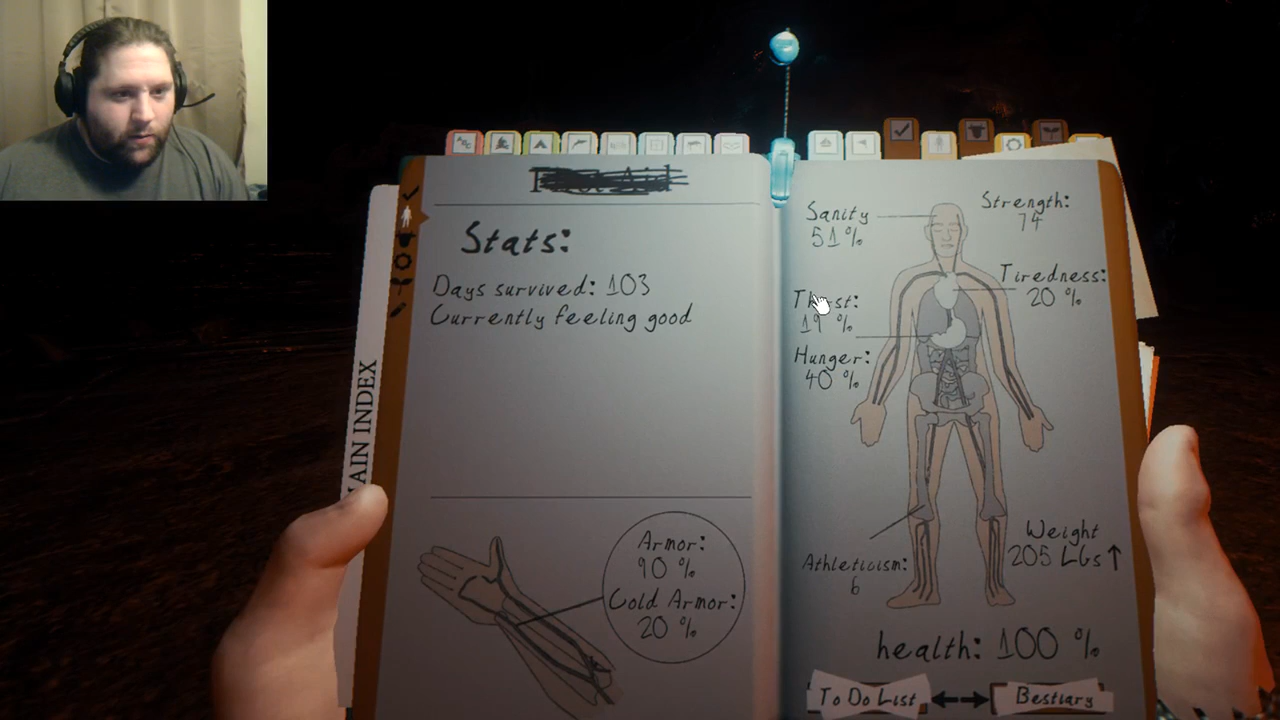 MAIN INDEX
Stats:
Days survived: 103
Currently feeling good
Armor:
90 %
Cold Armor:
20 %
Sanity
51 %
Strength:
74
Tiredness:
20 %
Thirst:
19 %
Hunger:
40 %
Athleticism:
6
Weight
205 LGs
health: 100 %
To Do List
Bestiary